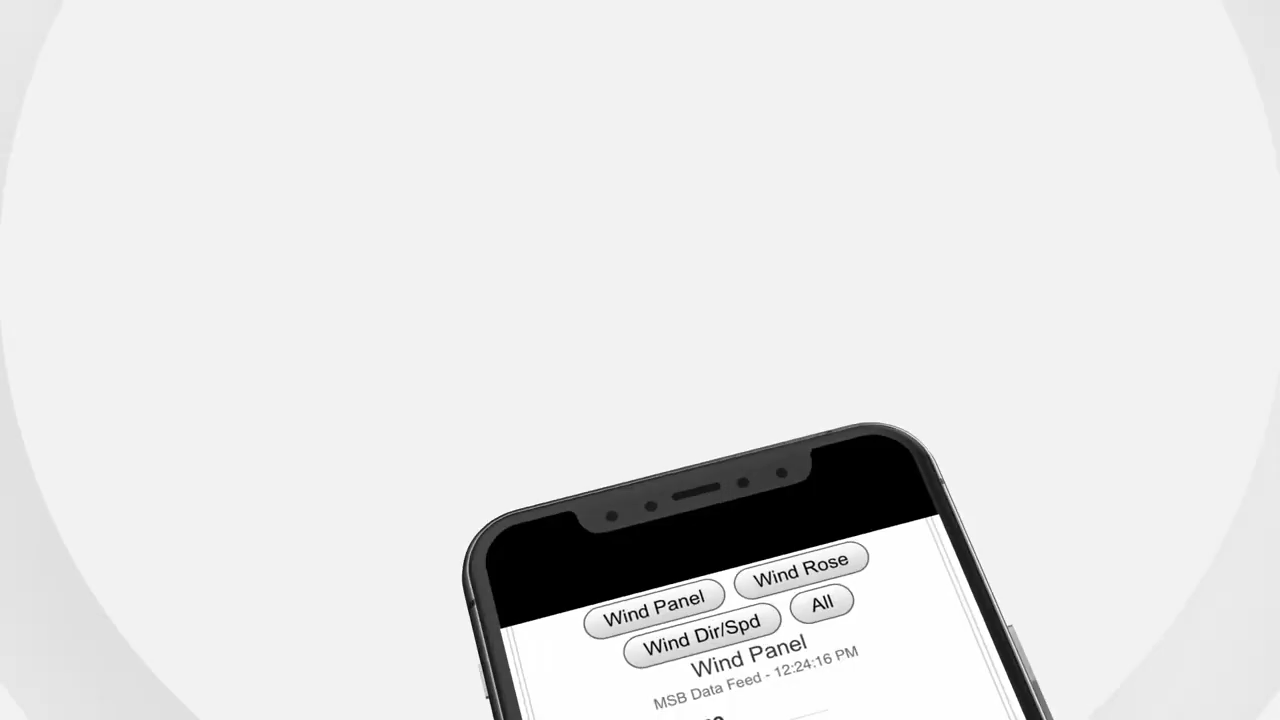 Wind Panel
Wind Rose
Wind Dir/Spd
All
Wind Panel
MSB Data Feed - 12:24:16 PM